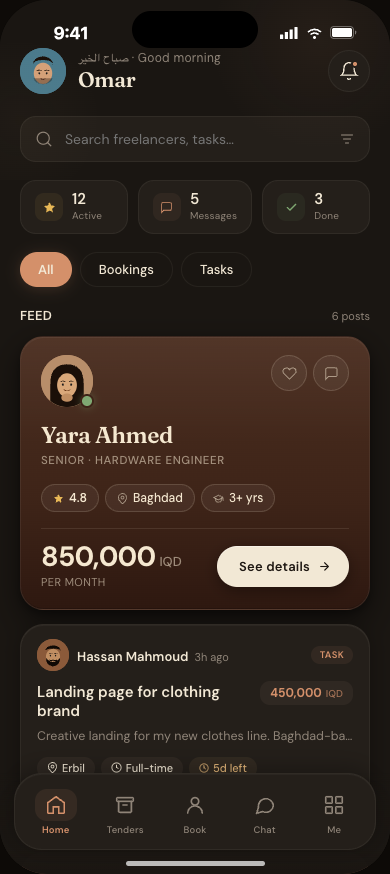 9:41
صباح الخير · Good morning
Omar
Search freelancers, tasks...
12
Active
5
Messages
3
Done
All
Bookings
Tasks
FEED
6 posts
Yara Ahmed
SENIOR · HARDWARE ENGINEER
4.8
Baghdad
3+ yrs
850,000 IQD
PER MONTH
See details →
Hassan Mahmoud 3h ago
TASK
Landing page for clothing
brand
450,000 IQD
Creative landing for my new clothes line. Baghdad-ba...
Erbil
Full-time
5d left
Home
Tenders
Book
Chat
Me